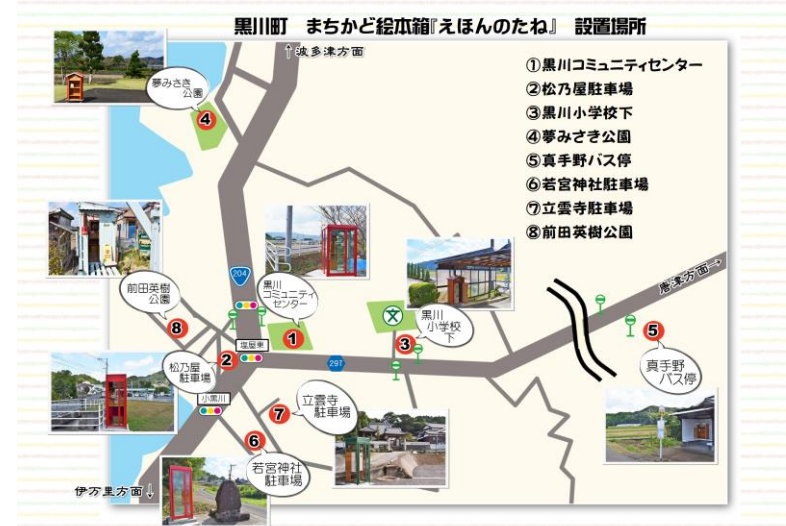 黒川町　まちかど絵本箱『えほんのたね』　設置場所
↑波多津方面
①黒川コミュニティセンター
②松乃屋駐車場
③黒川小学校下
④夢みさき公園
⑤真手野バス停
⑥若宮神社駐車場
⑦立雲寺駐車場
⑧前田英樹公園
夢みさき
公園
4
204
唐津方面→
前田英樹
公園
8
黒川
コミュニティ
センター
1
文
黒川
小学校
下
3
5
真手野
バス停
塩屋東
2
297
松乃屋
駐車場
小黒川
立雲寺
駐車場
7
6
若宮神社
駐車場
伊万里方面↓